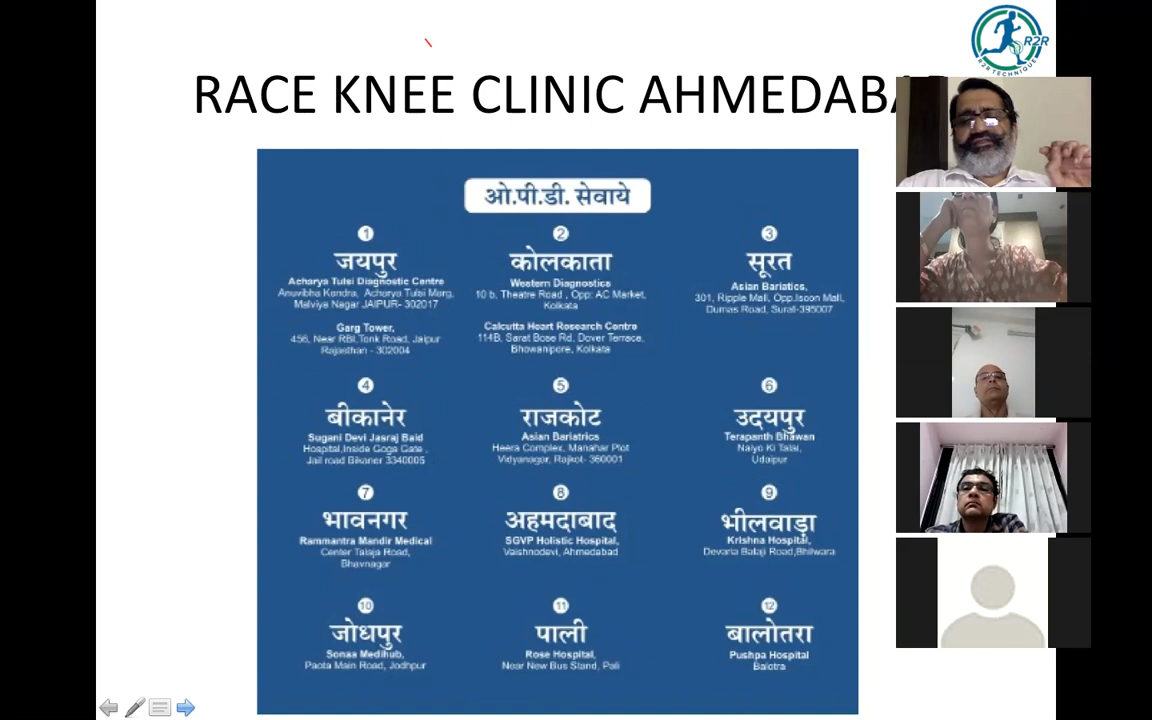 R2R
R2R TECHNIQUE
RACE KNEE CLINIC AHMEDABA
ओ.पी.डी. सेवाये
1
जयपुर
Acharya Tulsi Diagnostic Centre
Anuvibha Kendra, Acharya Tulsi Marg,
Malviya Nagar JAIPUR- 302017
Garg Tower,
456, Near RBI,Tonk Road, Jaipur
Rajasthan - 302004
2
कोलकाता
Western Diagnostics
10 b, Theatre Road , Opp: AC Market,
Kolkata
Calcutta Heart Research Centre
114B, Sarat Bose Rd, Dover Terrace,
Bhowanipore, Kolkata
3
सूरत
Asian Bariatics,
301, Ripple Mall, Opp.Iscon Mall,
Dumas Road, Surat-395007
4
बीकानेर
Sugani Devi Jasraj Baid
Hospital,Inside Goga Gate ,
Jail road Bikaner 3340005
5
राजकोट
Asian Bariatrics
Heera Complex, Manahar Plot
Vidyanagar, Rajkot- 360001
6
उदयपुर
Terapanth Bhawan
Naiyo Ki Talai,
Udaipur
7
भावनगर
Rammantra Mandir Medical
Center Talaja Road,
Bhavnagar
8
अहमदाबाद
SGVP Holistic Hospital,
Vaishnodevi, Ahmedabad
9
भीलवाड़ा
Krishna Hospital,
Devaria Balaji Road,Bhilwara
10
जोधपुर
Sonaa Medihub,
Paota Main Road, Jodhpur
11
पाली
Rose Hospital,
Near New Bus Stand, Pali
12
बालोतरा
Pushpa Hospital
Balotra